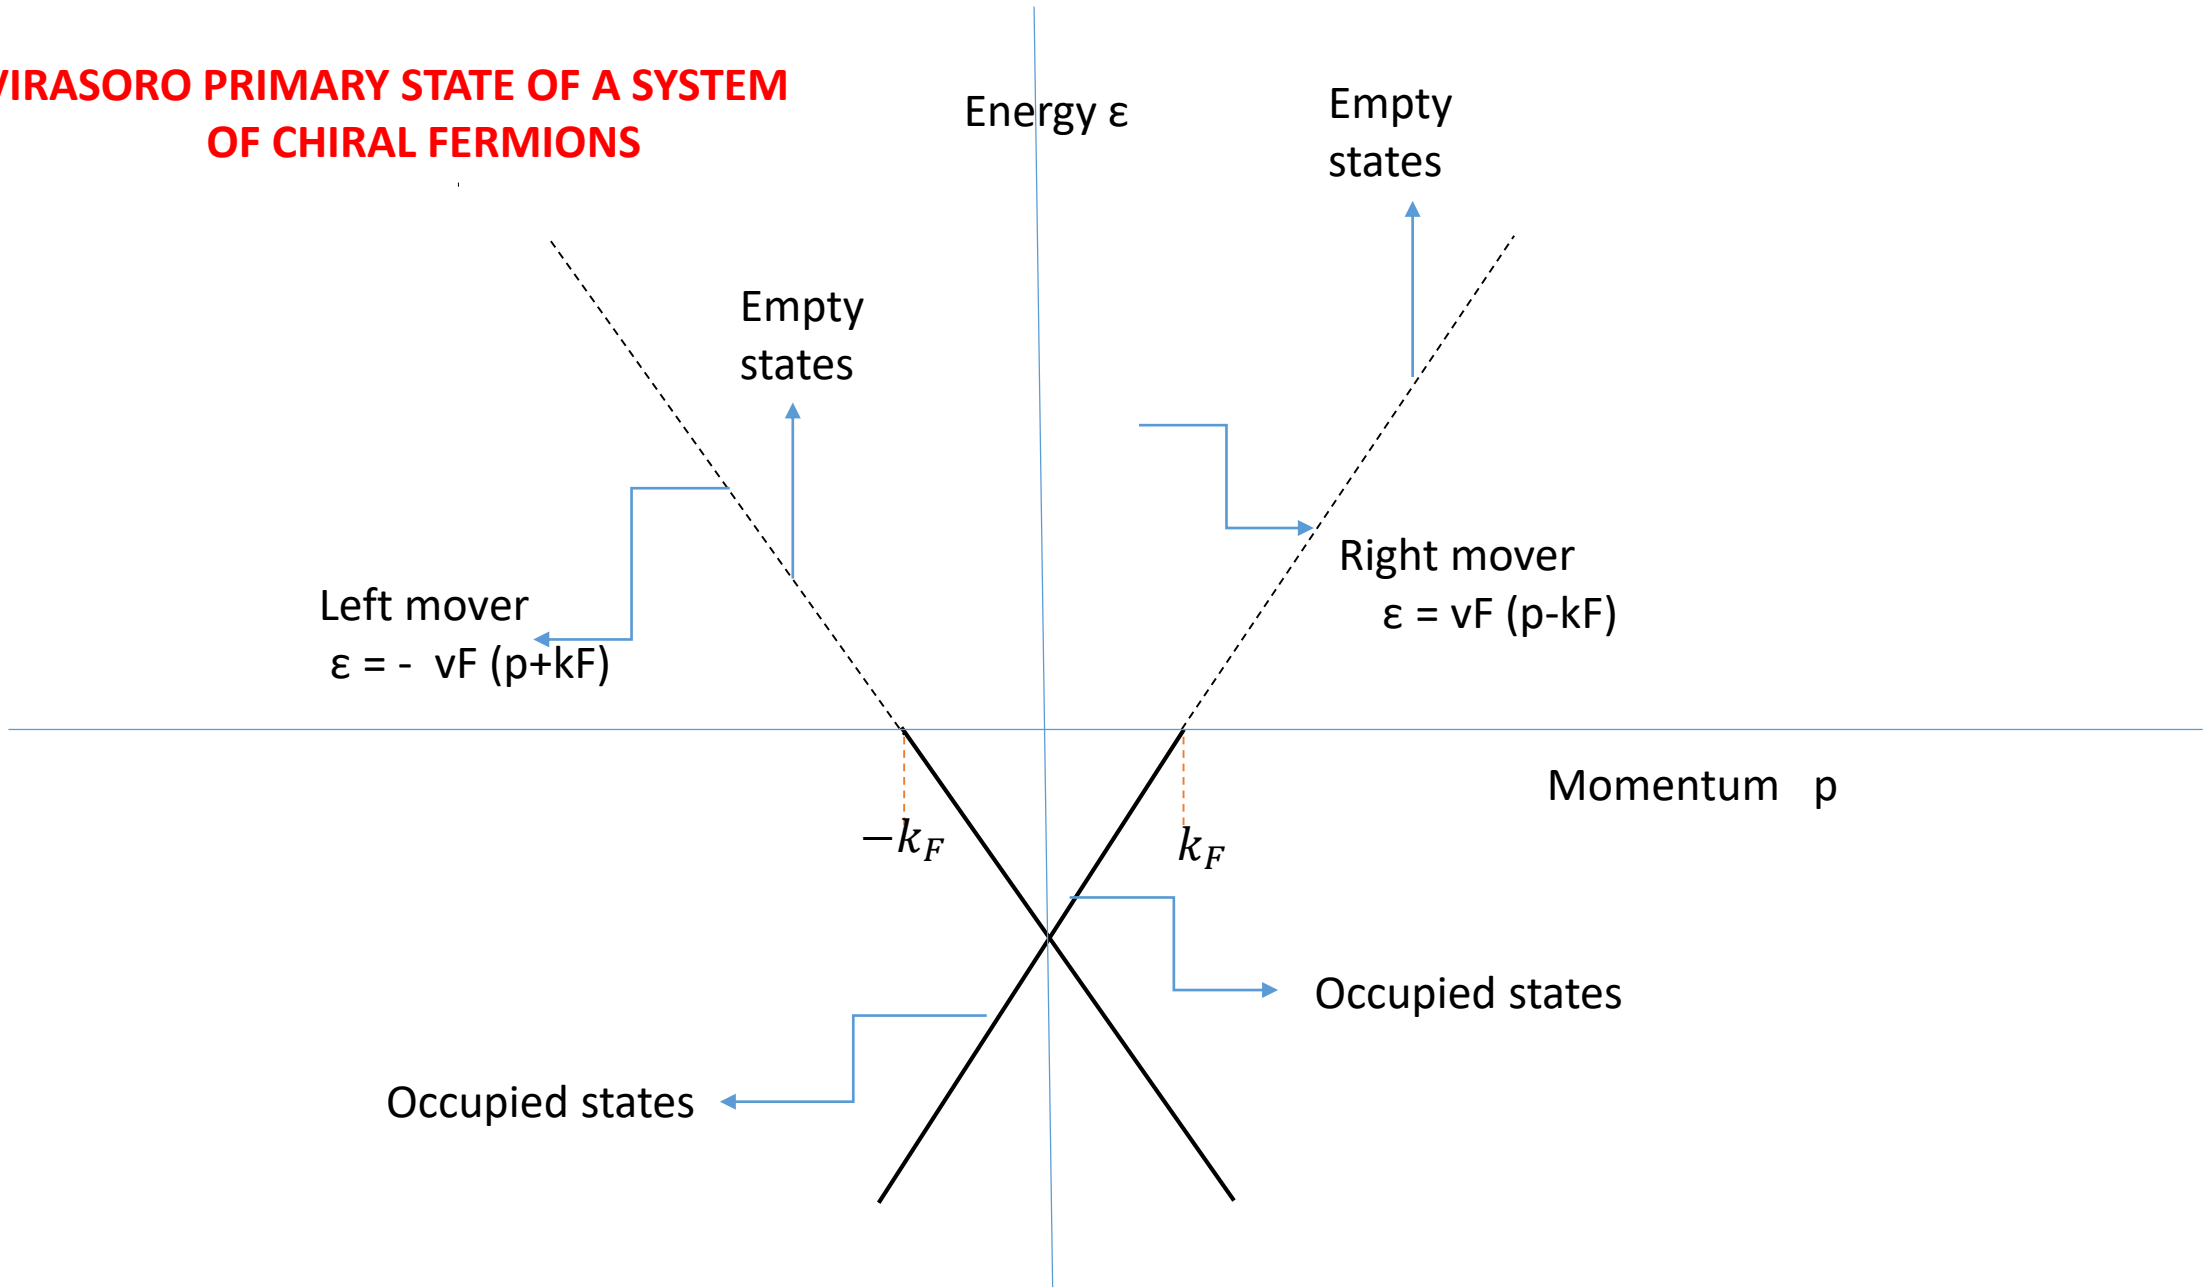 VIRASORO PRIMARY STATE OF A SYSTEM
OF CHIRAL FERMIONS
Energy ε
Empty
states
Empty
states
Left mover
ε = - vF (p+kF)
Right mover
ε = vF (p-kF)
Momentum p
−k_F
k_F
Occupied states
Occupied states